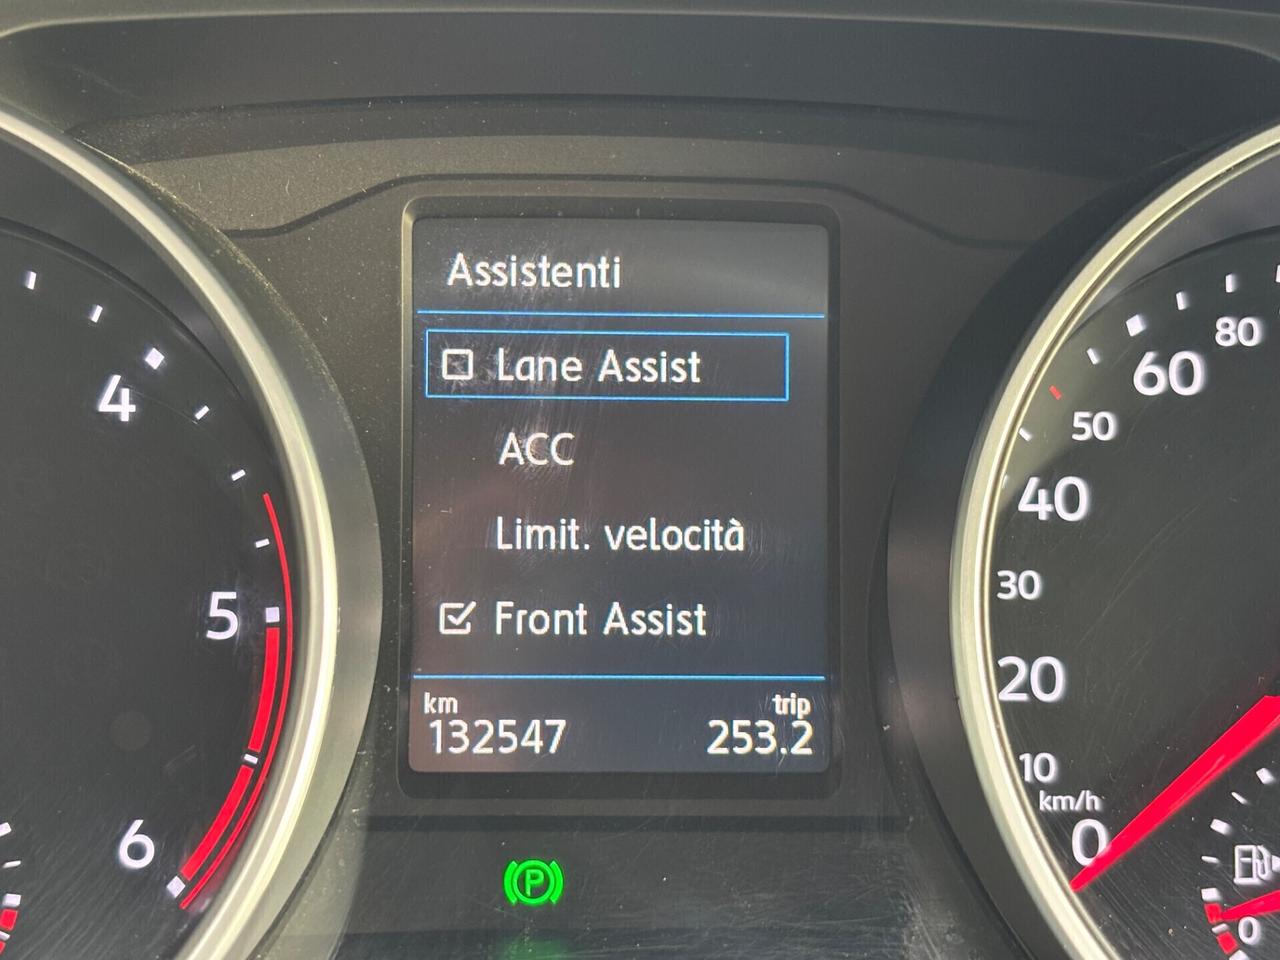 Assistenti
Lane Assist
ACC
Limit. velocità
Front Assist
km
trip
132547
253.2
4
5
6
80
60
50
40
30
20
10
km/h
0
P
0